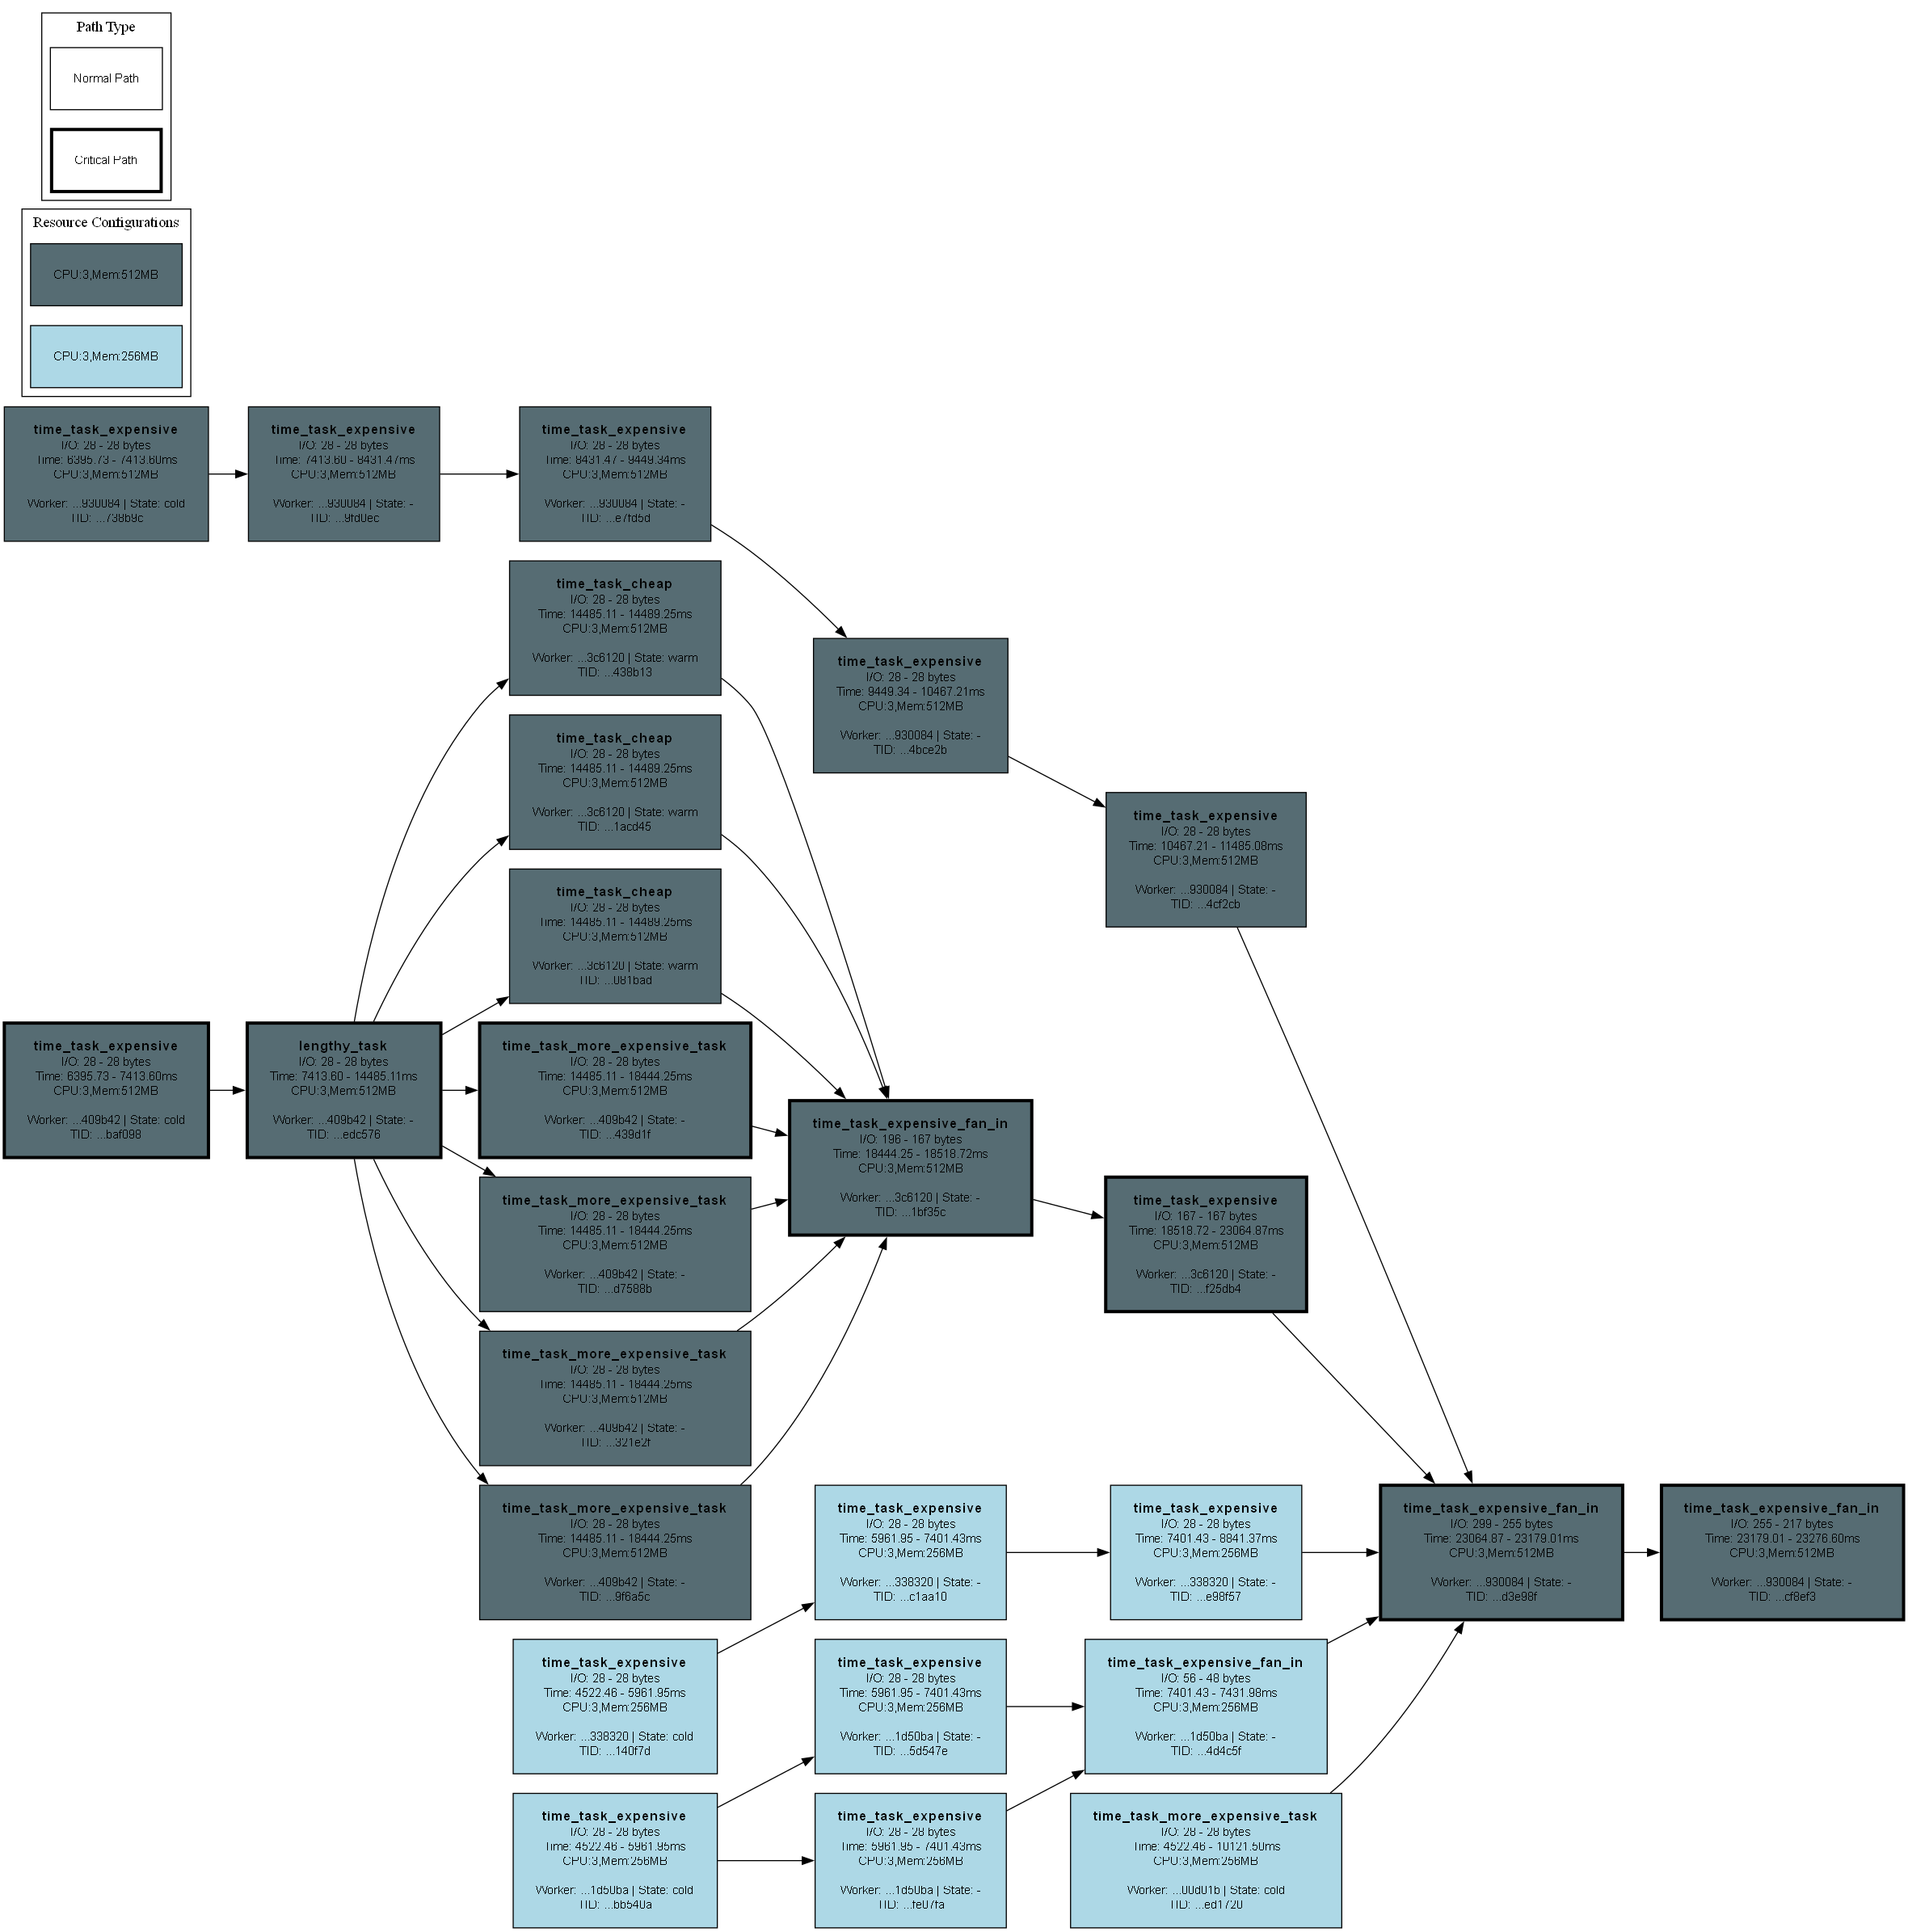 Path Type
Normal Path
Critical Path
Resource Configurations
CPU:3,Mem:512MB
CPU:3,Mem:256MB
time_task_expensive
I/O: 28 - 28 bytes
Time: 6395.73 - 7413.60ms
CPU:3,Mem:512MB
Worker: ...930084 | State: cold
TID: ...738b9c
time_task_expensive
I/O: 28 - 28 bytes
Time: 7413.60 - 8431.47ms
CPU:3,Mem:512MB
Worker: ...930084 | State: -
TID: ...9fd0ec
time_task_expensive
I/O: 28 - 28 bytes
Time: 8431.47 - 9449.34ms
CPU:3,Mem:512MB
Worker: ...930084 | State: -
TID: ...e7fd5d
time_task_cheap
I/O: 28 - 28 bytes
Time: 14485.11 - 14489.25ms
CPU:3,Mem:512MB
Worker: ...3c6120 | State: warm
TID: ...438b13
time_task_expensive
I/O: 28 - 28 bytes
Time: 9449.34 - 10467.21ms
CPU:3,Mem:512MB
Worker: ...930084 | State: -
TID: ...4bce2b
time_task_cheap
I/O: 28 - 28 bytes
Time: 14485.11 - 14489.25ms
CPU:3,Mem:512MB
Worker: ...3c6120 | State: warm
TID: ...1acd45
time_task_expensive
I/O: 28 - 28 bytes
Time: 10467.21 - 11485.08ms
CPU:3,Mem:512MB
Worker: ...930084 | State: -
TID: ...4cf2cb
time_task_cheap
I/O: 28 - 28 bytes
Time: 14485.11 - 14489.25ms
CPU:3,Mem:512MB
Worker: ...3c6120 | State: warm
TID: ...081bad
time_task_expensive
I/O: 28 - 28 bytes
Time: 6395.73 - 7413.60ms
CPU:3,Mem:512MB
Worker: ...409b42 | State: cold
TID: ...baf098
lengthy_task
I/O: 28 - 28 bytes
Time: 7413.60 - 14485.11ms
CPU:3,Mem:512MB
Worker: ...409b42 | State: -
TID: ...edc576
time_task_more_expensive_task
I/O: 28 - 28 bytes
Time: 14485.11 - 18444.25ms
CPU:3,Mem:512MB
Worker: ...409b42 | State: -
TID: ...439d1f
time_task_expensive_fan_in
I/O: 196 - 167 bytes
Time: 18444.25 - 18518.72ms
CPU:3,Mem:512MB
Worker: ...3c6120 | State: -
TID: ...1bf35c
time_task_more_expensive_task
I/O: 28 - 28 bytes
Time: 14485.11 - 18444.25ms
CPU:3,Mem:512MB
Worker: ...409b42 | State: -
TID: ...d7588b
time_task_expensive
I/O: 167 - 167 bytes
Time: 18518.72 - 23064.87ms
CPU:3,Mem:512MB
Worker: ...3c6120 | State: -
TID: ...f25db4
time_task_more_expensive_task
I/O: 28 - 28 bytes
Time: 14485.11 - 18444.25ms
CPU:3,Mem:512MB
Worker: ...409b42 | State: -
TID: ...321e2f
time_task_more_expensive_task
I/O: 28 - 28 bytes
Time: 14485.11 - 18444.25ms
CPU:3,Mem:512MB
Worker: ...409b42 | State: -
TID: ...9f6a5c
time_task_expensive
I/O: 28 - 28 bytes
Time: 5961.95 - 7401.43ms
CPU:3,Mem:256MB
Worker: ...338320 | State: -
TID: ...c1aa10
time_task_expensive
I/O: 28 - 28 bytes
Time: 7401.43 - 8841.37ms
CPU:3,Mem:256MB
Worker: ...338320 | State: -
TID: ...e98f57
time_task_expensive_fan_in
I/O: 299 - 255 bytes
Time: 23064.87 - 23179.01ms
CPU:3,Mem:512MB
Worker: ...930084 | State: -
TID: ...d3e98f
time_task_expensive_fan_in
I/O: 255 - 217 bytes
Time: 23179.01 - 23276.60ms
CPU:3,Mem:512MB
Worker: ...930084 | State: -
TID: ...cf8ef3
time_task_expensive
I/O: 28 - 28 bytes
Time: 4522.46 - 5961.95ms
CPU:3,Mem:256MB
Worker: ...338320 | State: cold
TID: ...140f7d
time_task_expensive
I/O: 28 - 28 bytes
Time: 5961.95 - 7401.43ms
CPU:3,Mem:256MB
Worker: ...1d50ba | State: -
TID: ...5d547e
time_task_expensive_fan_in
I/O: 56 - 48 bytes
Time: 7401.43 - 7431.98ms
CPU:3,Mem:256MB
Worker: ...1d50ba | State: -
TID: ...4d4c5f
time_task_expensive
I/O: 28 - 28 bytes
Time: 4522.46 - 5961.95ms
CPU:3,Mem:256MB
Worker: ...1d50ba | State: cold
TID: ...bb540a
time_task_expensive
I/O: 28 - 28 bytes
Time: 5961.95 - 7401.43ms
CPU:3,Mem:256MB
Worker: ...1d50ba | State: -
TID: ...fe07fa
time_task_more_expensive_task
I/O: 28 - 28 bytes
Time: 4522.46 - 10121.50ms
CPU:3,Mem:256MB
Worker: ...00d01b | State: cold
TID: ...ed1720